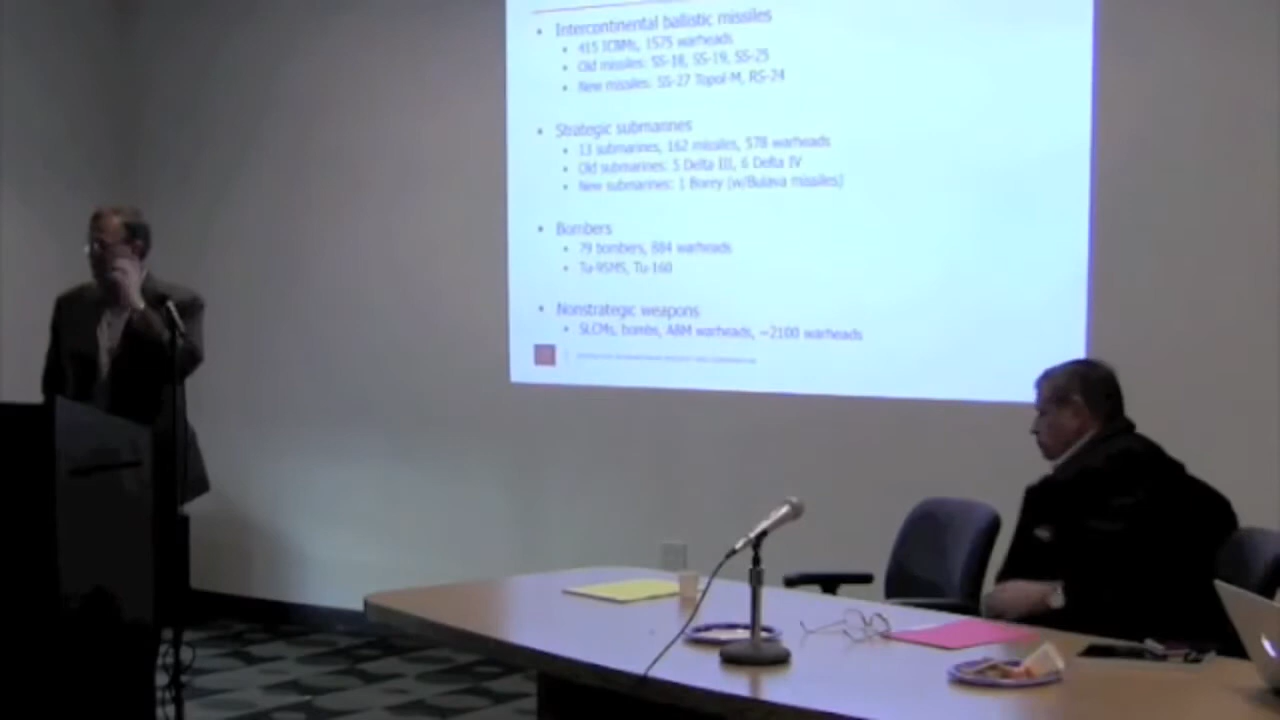 Intercontinental ballistic missiles
415 ICBMs, 1575 warheads
Old missiles: SS-18, SS-19, SS-25
New missiles: SS-27 Topol-M, RS-24
Strategic submarines
13 submarines, 162 missiles, 578 warheads
Old submarines: 5 Delta III, 6 Delta IV
New submarines: 1 Borey (w/Bulava missiles)
Bombers
79 bombers, 884 warheads
Tu-95MS, Tu-160
Nonstrategic weapons
SLCMs, bombs, ABM warheads, ~2100 warheads